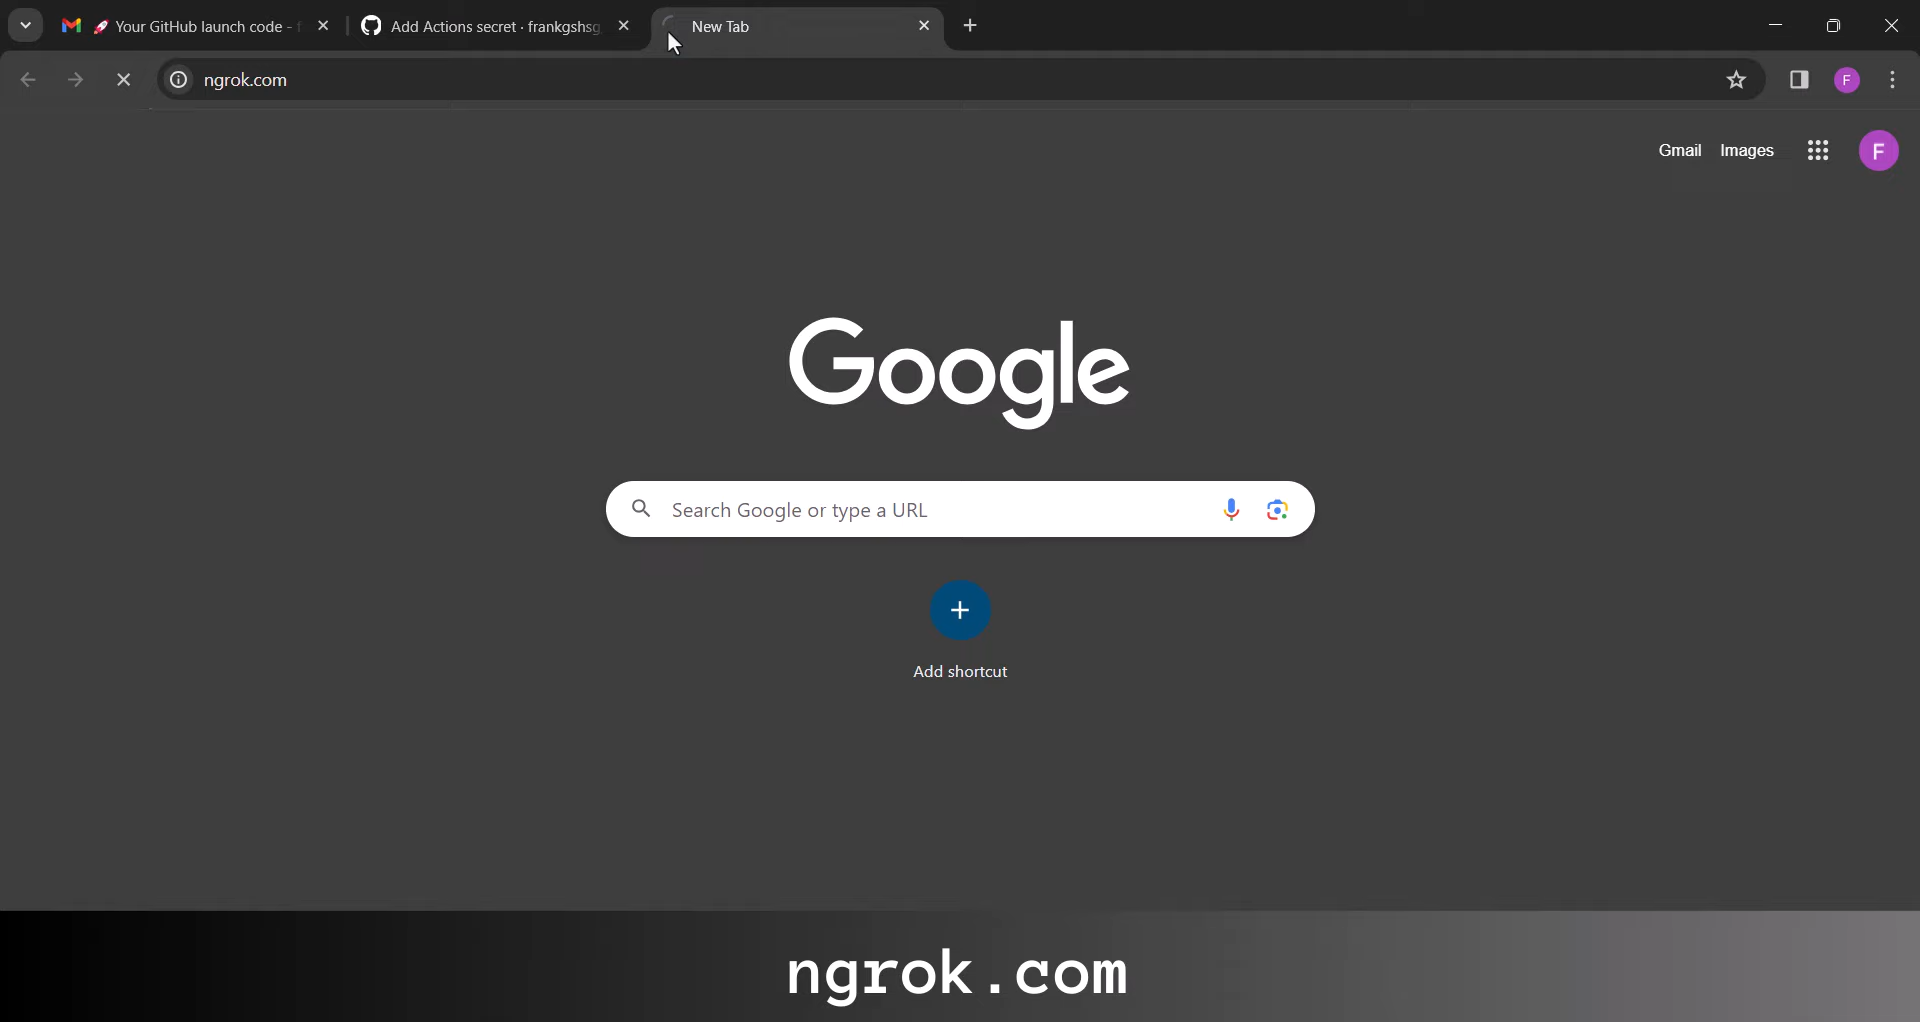 🚀 Your GitHub launch code -
Add Actions secret · frankgshsg
New Tab
ngrok.com
F
Gmail
Images
F
Google
Search Google or type a URL
Add shortcut
ngrok.com